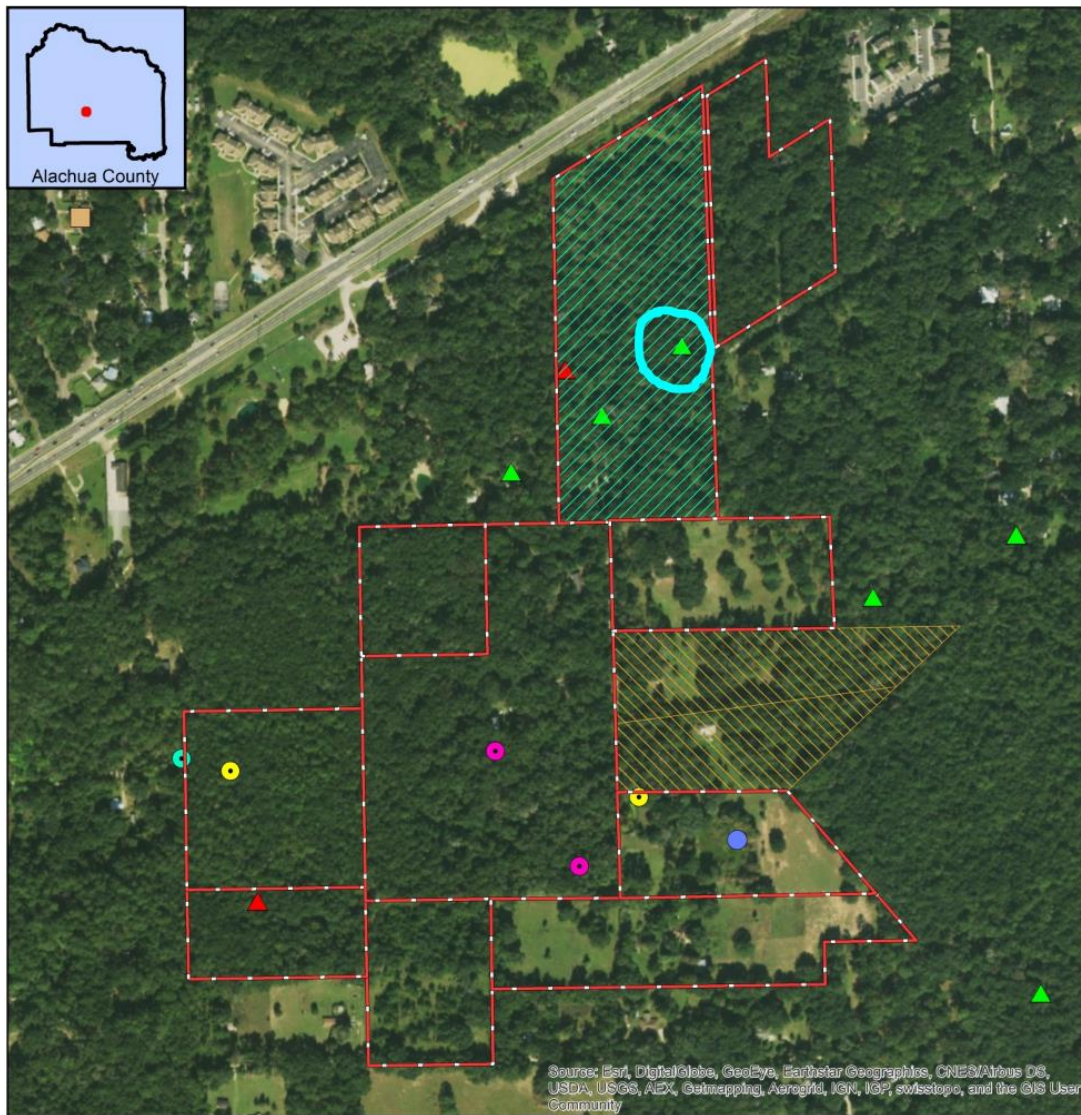 Alachua County
Source: Esri, DigitalGlobe, GeoEye, Earthstar Geographics, CNES/Airbus DS,
USDA, USGS, AEX, Getmapping, Aerogrid, IGN, IGP, swisstopo, and the GIS User
Community